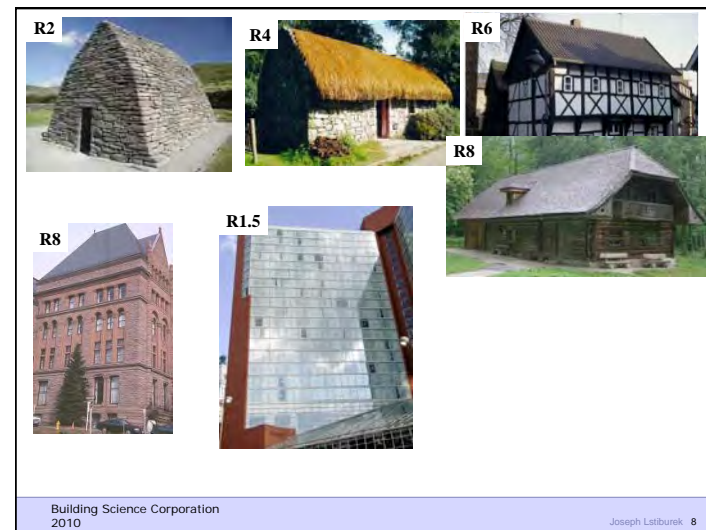 R2
R4
R6
R8
R8
R1.5
Building Science Corporation
2010
Joseph Lstiburek 8